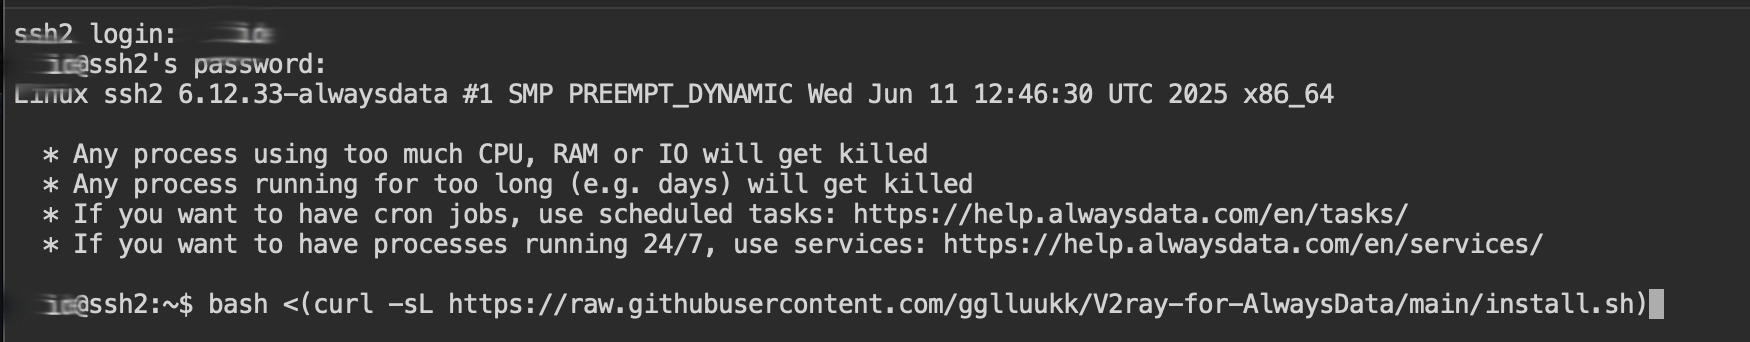 ssh2 login:
@ssh2's password:
Linux ssh2 6.12.33-alwaysdata #1 SMP PREEMPT_DYNAMIC Wed Jun 11 12:46:30 UTC 2025 x86_64
* Any process using too much CPU, RAM or IO will get killed
* Any process running for too long (e.g. days) will get killed
* If you want to have cron jobs, use scheduled tasks: https://help.alwaysdata.com/en/tasks/
* If you want to have processes running 24/7, use services: https://help.alwaysdata.com/en/services/
@ssh2:~$ bash <(curl -sL https://raw.githubusercontent.com/gglluukk/V2ray-for-AlwaysData/main/install.sh)